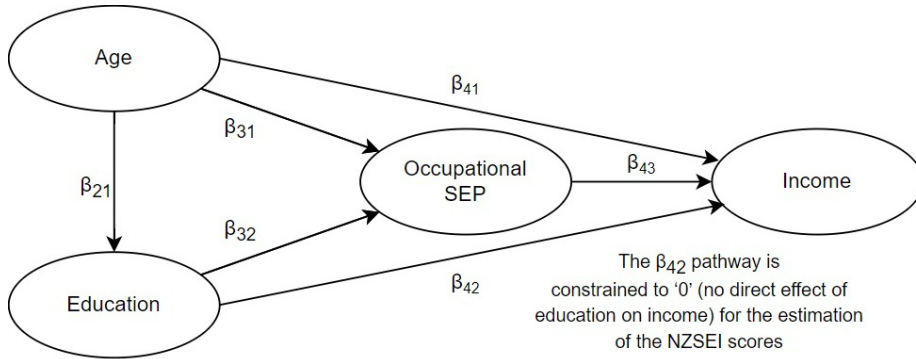 Age
β41
β31
Occupational
SEP
β43
Income
β21
β32
Education
β42
The β42 pathway is
constrained to ‘0’ (no direct effect of
education on income) for the estimation
of the NZSEI scores